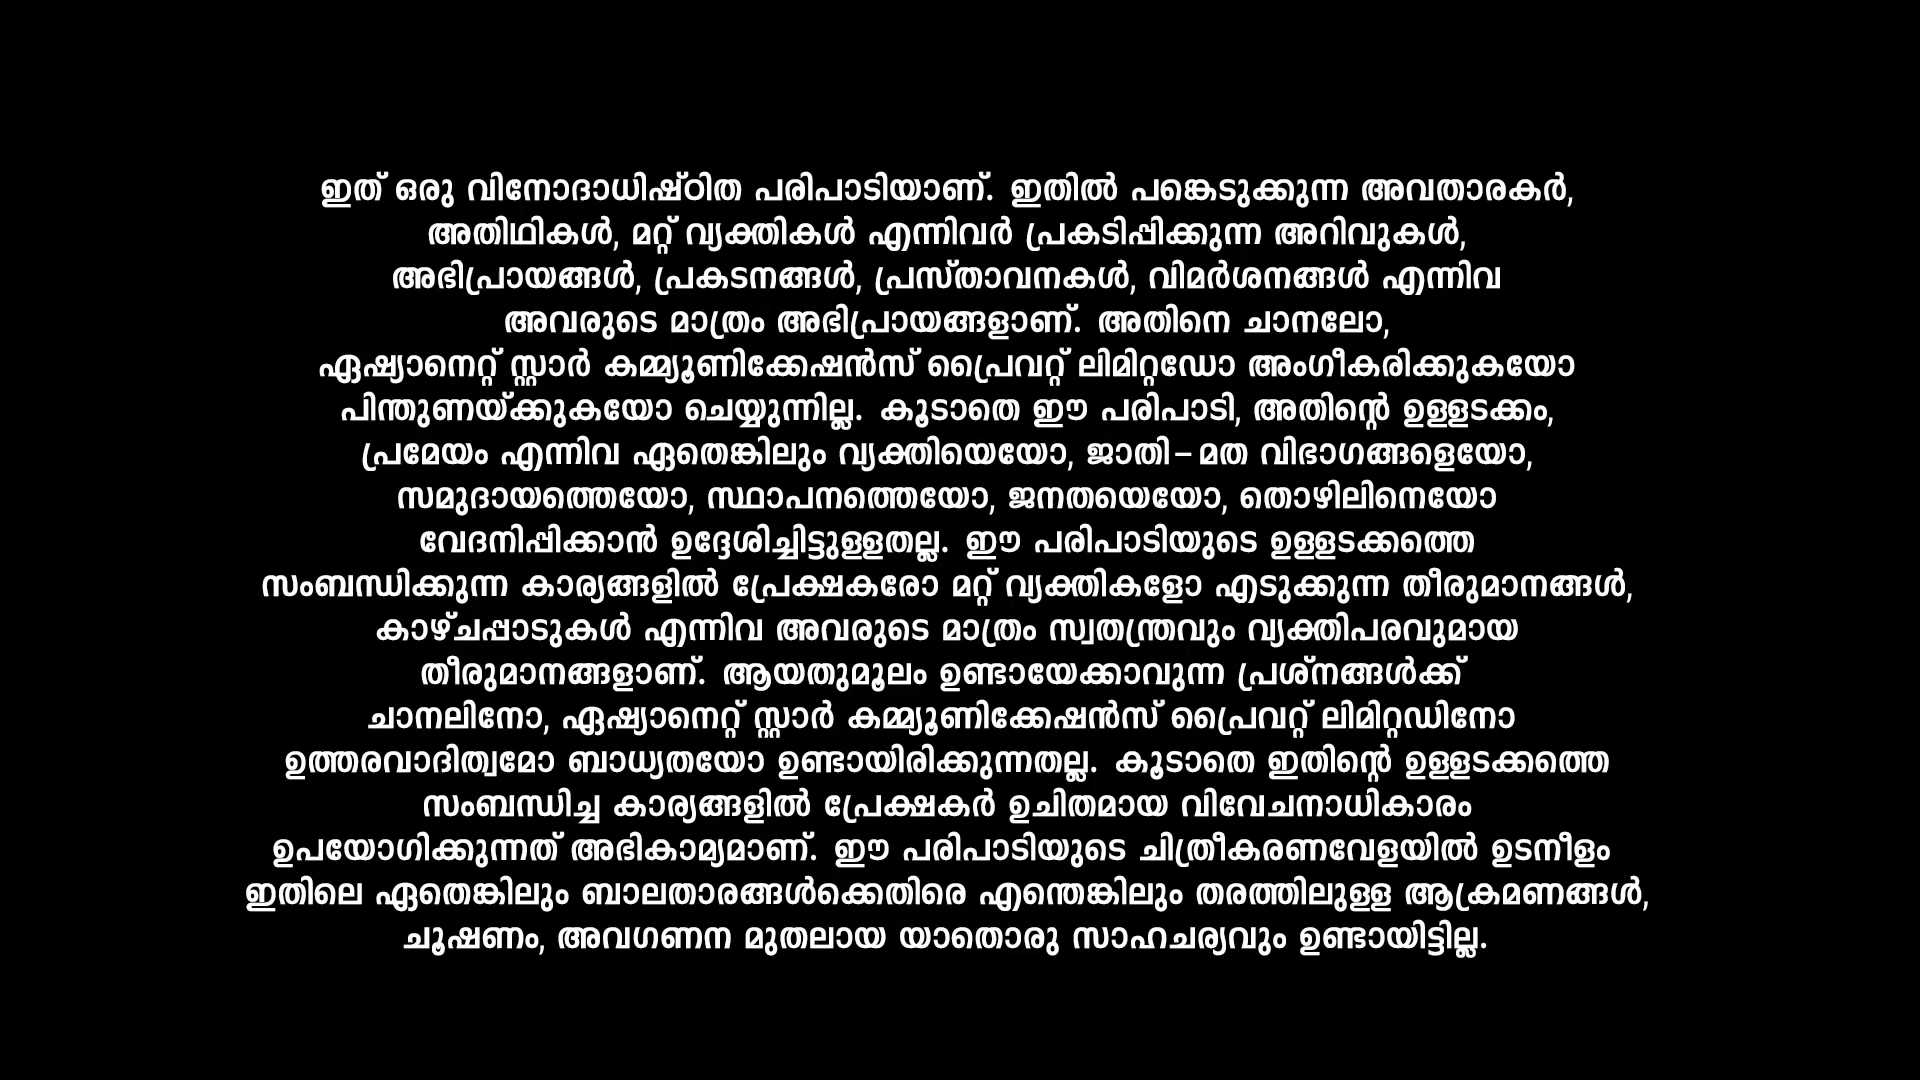 ഇത് ഒരു വിനോദാധിഷ്ഠിത പരിപാടിയാണ്. ഇതിൽ പങ്കെടുക്കുന്ന അവതാരകർ,
അതിഥികൾ, മറ്റ് വ്യക്തികൾ എന്നിവർ പ്രകടിപ്പിക്കുന്ന അറിവുകൾ,
അഭിപ്രായങ്ങൾ, പ്രകടനങ്ങൾ, പ്രസ്താവനകൾ, വിമർശനങ്ങൾ എന്നിവ
അവരുടെ മാത്രം അഭിപ്രായങ്ങളാണ്. അതിനെ ചാനലോ,
ഏഷ്യാനെറ്റ് സ്റ്റാർ കമ്മ്യൂണിക്കേഷൻസ് പ്രൈവറ്റ് ലിമിറ്റഡോ അംഗീകരിക്കുകയോ
പിന്തുണയ്ക്കുകയോ ചെയ്യുന്നില്ല. കൂടാതെ ഈ പരിപാടി, അതിന്റെ ഉള്ളടക്കം,
പ്രമേയം എന്നിവ ഏതെങ്കിലും വ്യക്തിയെയോ, ജാതി – മത വിഭാഗങ്ങളെയോ,
സമുദായത്തെയോ, സ്ഥാപനത്തെയോ, ജനതയെയോ, തൊഴിലിനെയോ
വേദനിപ്പിക്കാൻ ഉദ്ദേശിച്ചിട്ടുള്ളതല്ല. ഈ പരിപാടിയുടെ ഉള്ളടക്കത്തെ
സംബന്ധിക്കുന്ന കാര്യങ്ങളിൽ പ്രേക്ഷകരോ മറ്റ് വ്യക്തികളോ എടുക്കുന്ന തീരുമാനങ്ങൾ,
കാഴ്ചപ്പാടുകൾ എന്നിവ അവരുടെ മാത്രം സ്വതന്ത്രവും വ്യക്തിപരവുമായ
തീരുമാനങ്ങളാണ്. ആയതുമൂലം ഉണ്ടായേക്കാവുന്ന പ്രശ്നങ്ങൾക്ക്
ചാനലിനോ, ഏഷ്യാനെറ്റ് സ്റ്റാർ കമ്മ്യൂണിക്കേഷൻസ് പ്രൈവറ്റ് ലിമിറ്റഡിനോ
ഉത്തരവാദിത്വമോ ബാധ്യതയോ ഉണ്ടായിരിക്കുന്നതല്ല. കൂടാതെ ഇതിന്റെ ഉള്ളടക്കത്തെ
സംബന്ധിച്ച കാര്യങ്ങളിൽ പ്രേക്ഷകർ ഉചിതമായ വിവേചനാധികാരം
ഉപയോഗിക്കുന്നത് അഭികാമ്യമാണ്. ഈ പരിപാടിയുടെ ചിത്രീകരണവേളയിൽ ഉടനീളം
ഇതിലെ ഏതെങ്കിലും ബാലതാരങ്ങൾക്കെതിരെ എന്തെങ്കിലും തരത്തിലുള്ള ആക്രമണങ്ങൾ,
ചൂഷണം, അവഗണന മുതലായ യാതൊരു സാഹചര്യവും ഉണ്ടായിട്ടില്ല.